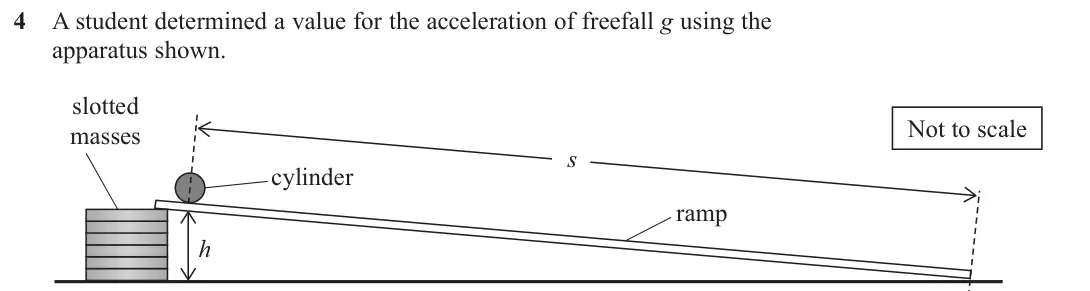 4 A student determined a value for the acceleration of freefall g using the
apparatus shown.
slotted
masses
Not to scale
s
cylinder
ramp
h